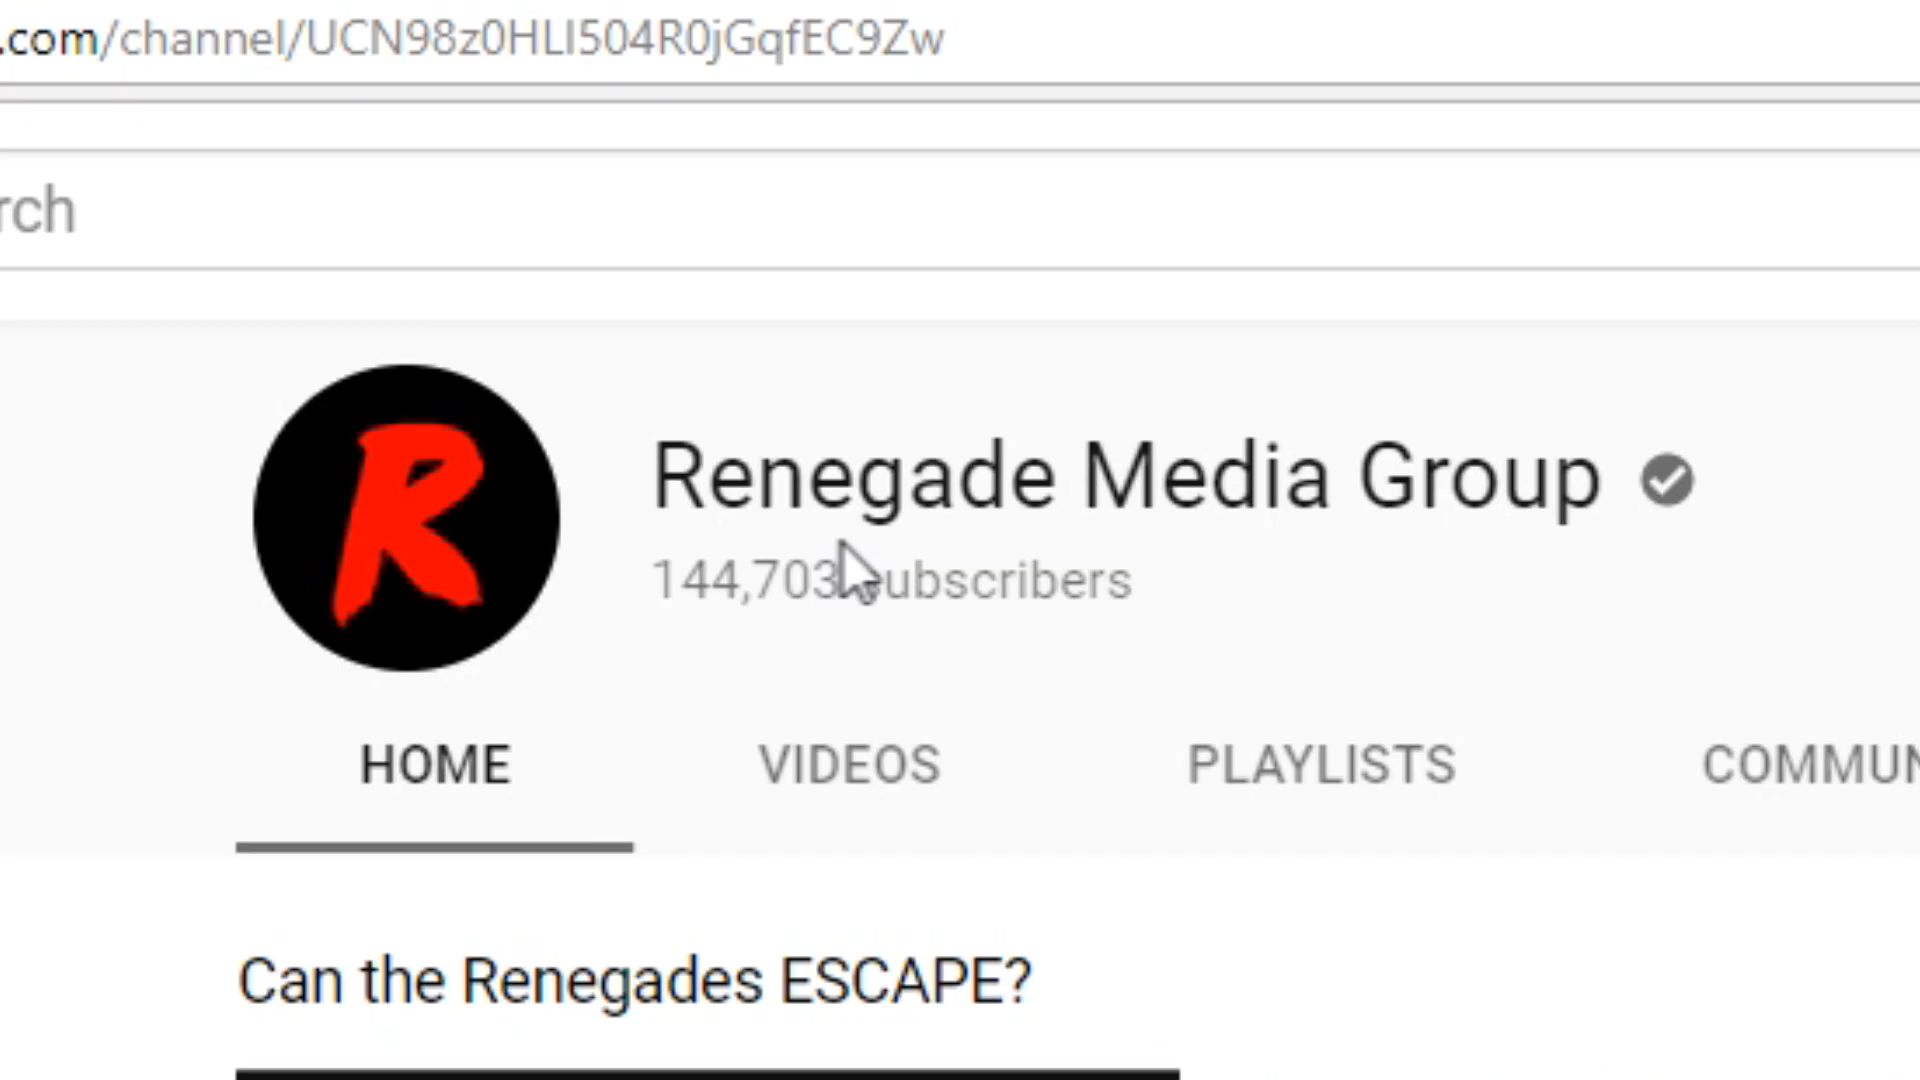 .com/channel/UCN98z0HLI504R0jGqfEC9Zw
rch
R
Renegade Media Group
144,703 subscribers
HOME VIDEOS PLAYLISTS COMMUN
Can the Renegades ESCAPE?